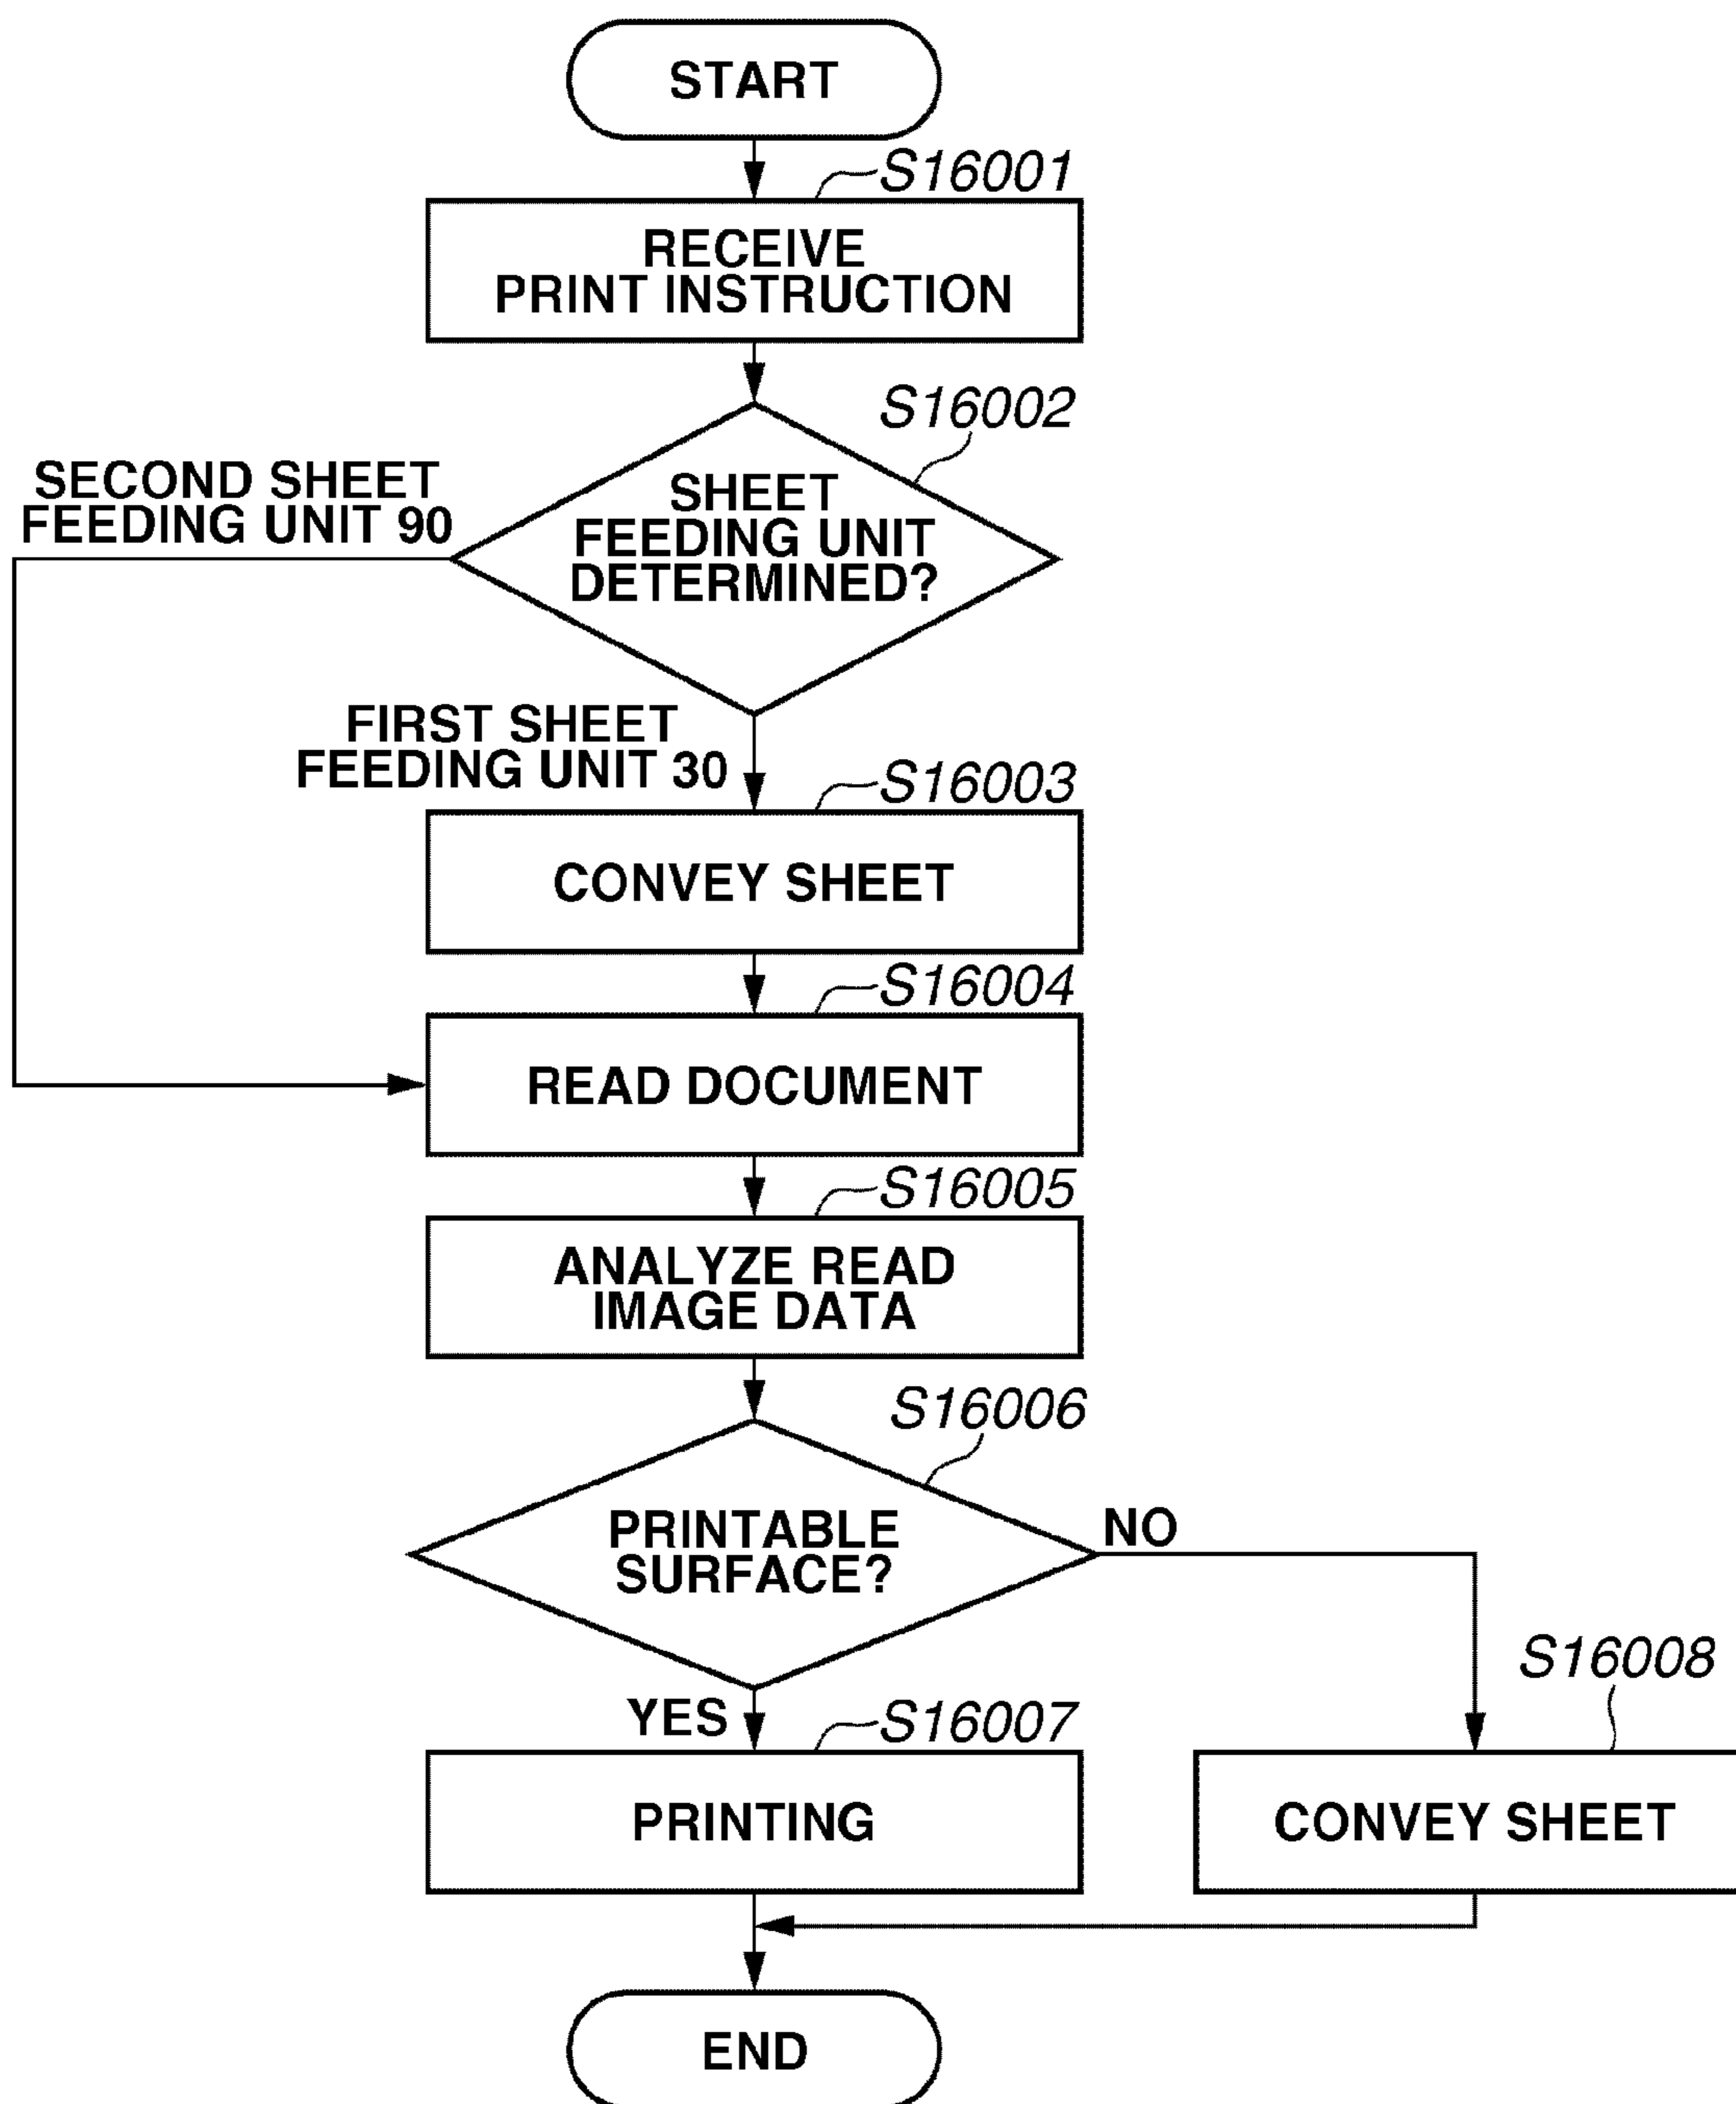 START
S16001
RECEIVE
PRINT INSTRUCTION
S16002
SECOND SHEET
FEEDING UNIT 90
SHEET
FEEDING UNIT
DETERMINED?
FIRST SHEET
FEEDING UNIT 30
S16003
CONVEY SHEET
S16004
READ DOCUMENT
S16005
ANALYZE READ
IMAGE DATA
S16006
PRINTABLE
SURFACE?
NO
S16008
YES
S16007
PRINTING
CONVEY SHEET
END